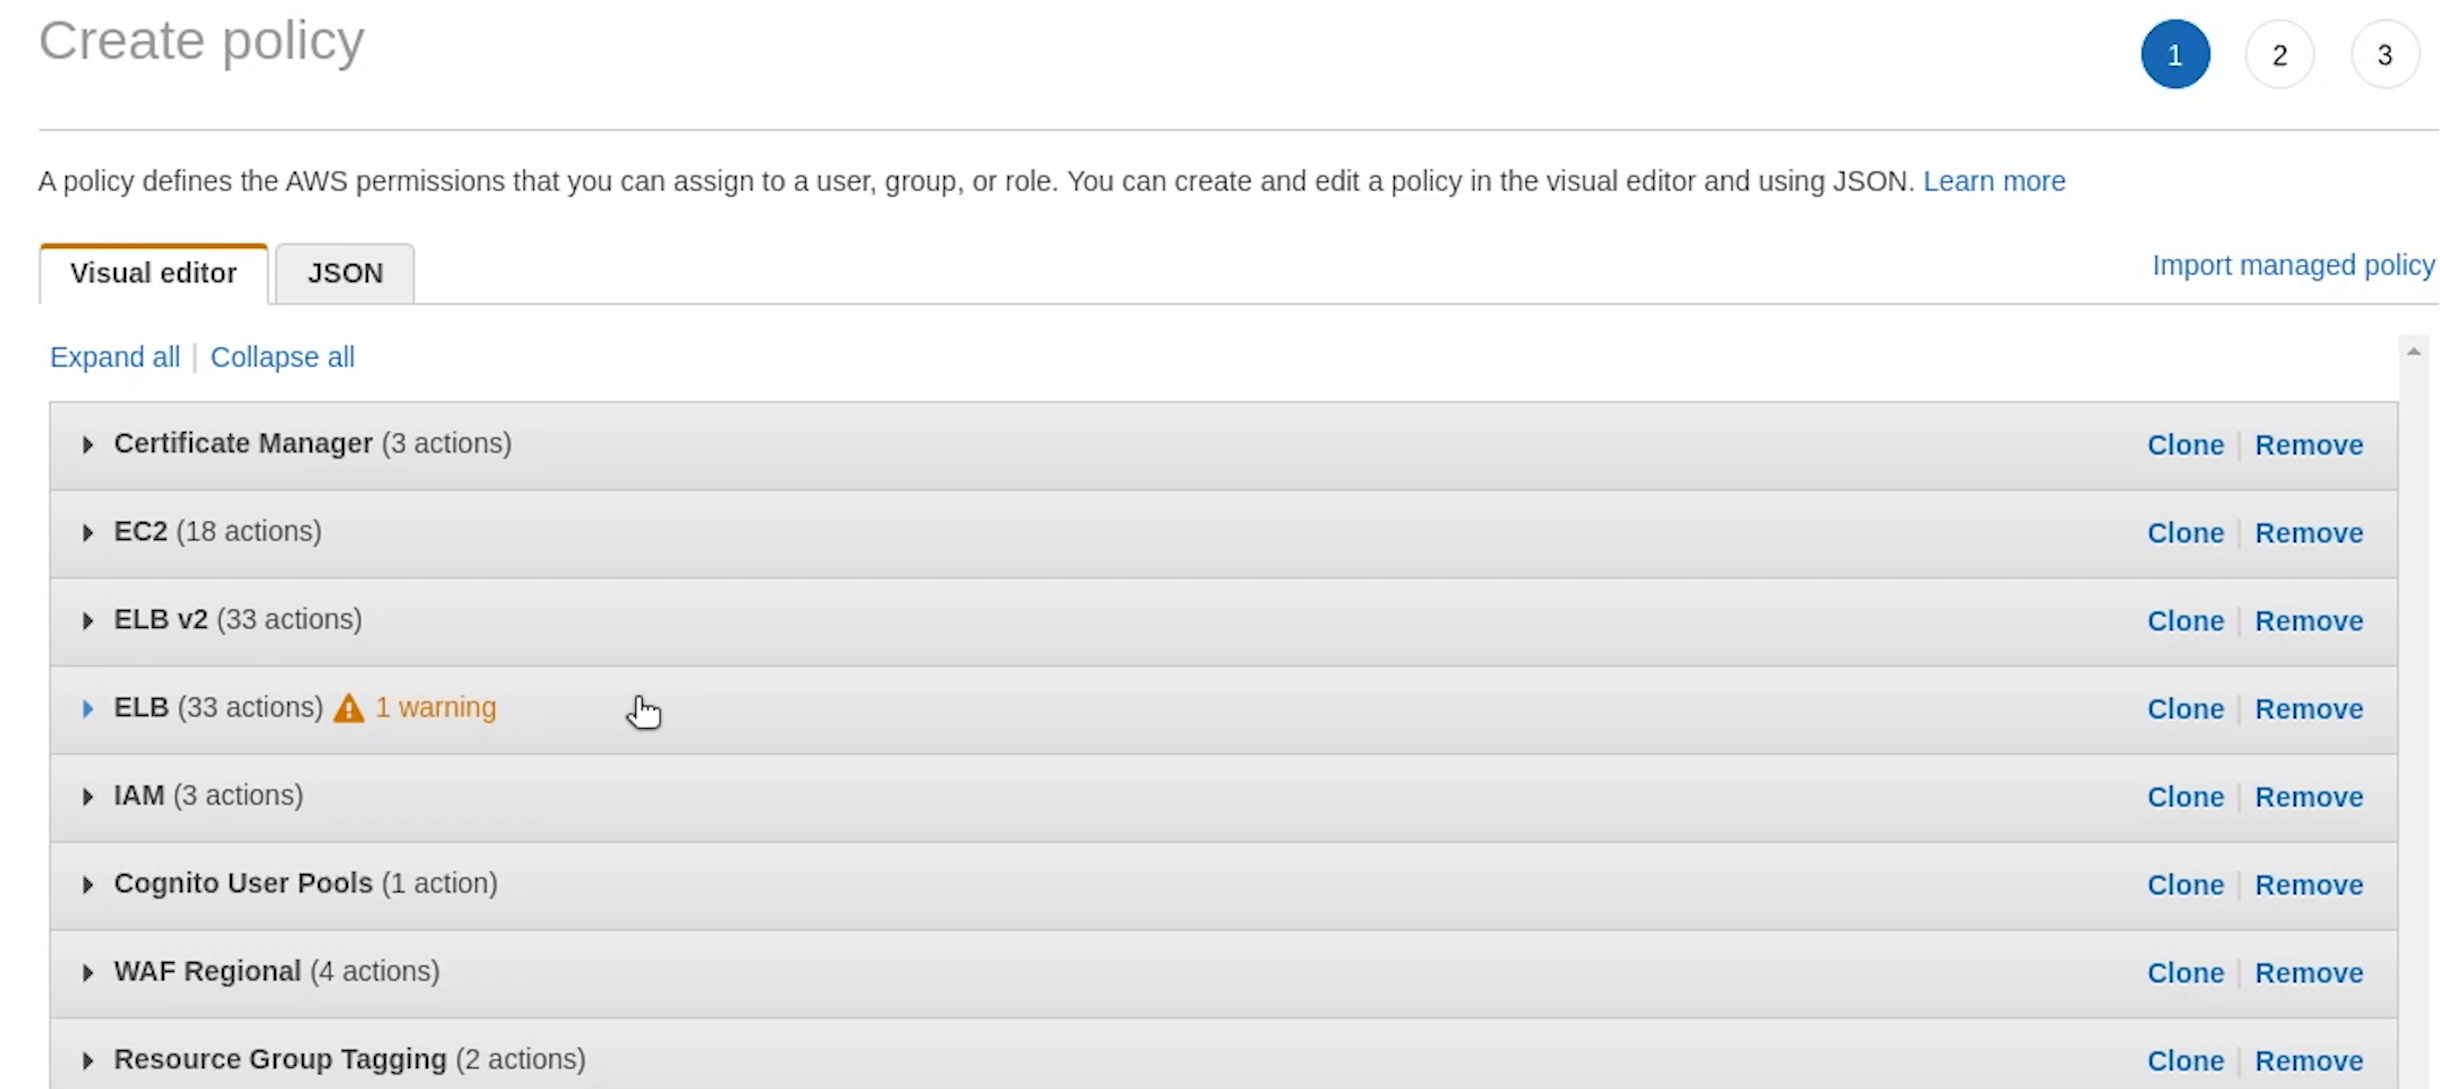 Create policy
1 2 3
A policy defines the AWS permissions that you can assign to a user, group, or role. You can create and edit a policy in the visual editor and using JSON. Learn more
Visual editor JSON Import managed policy
Expand all | Collapse all
Certificate Manager (3 actions) Clone | Remove
EC2 (18 actions) Clone | Remove
ELB v2 (33 actions) Clone | Remove
ELB (33 actions) 1 warning Clone | Remove
IAM (3 actions) Clone | Remove
Cognito User Pools (1 action) Clone | Remove
WAF Regional (4 actions) Clone | Remove
Resource Group Tagging (2 actions) Clone | Remove